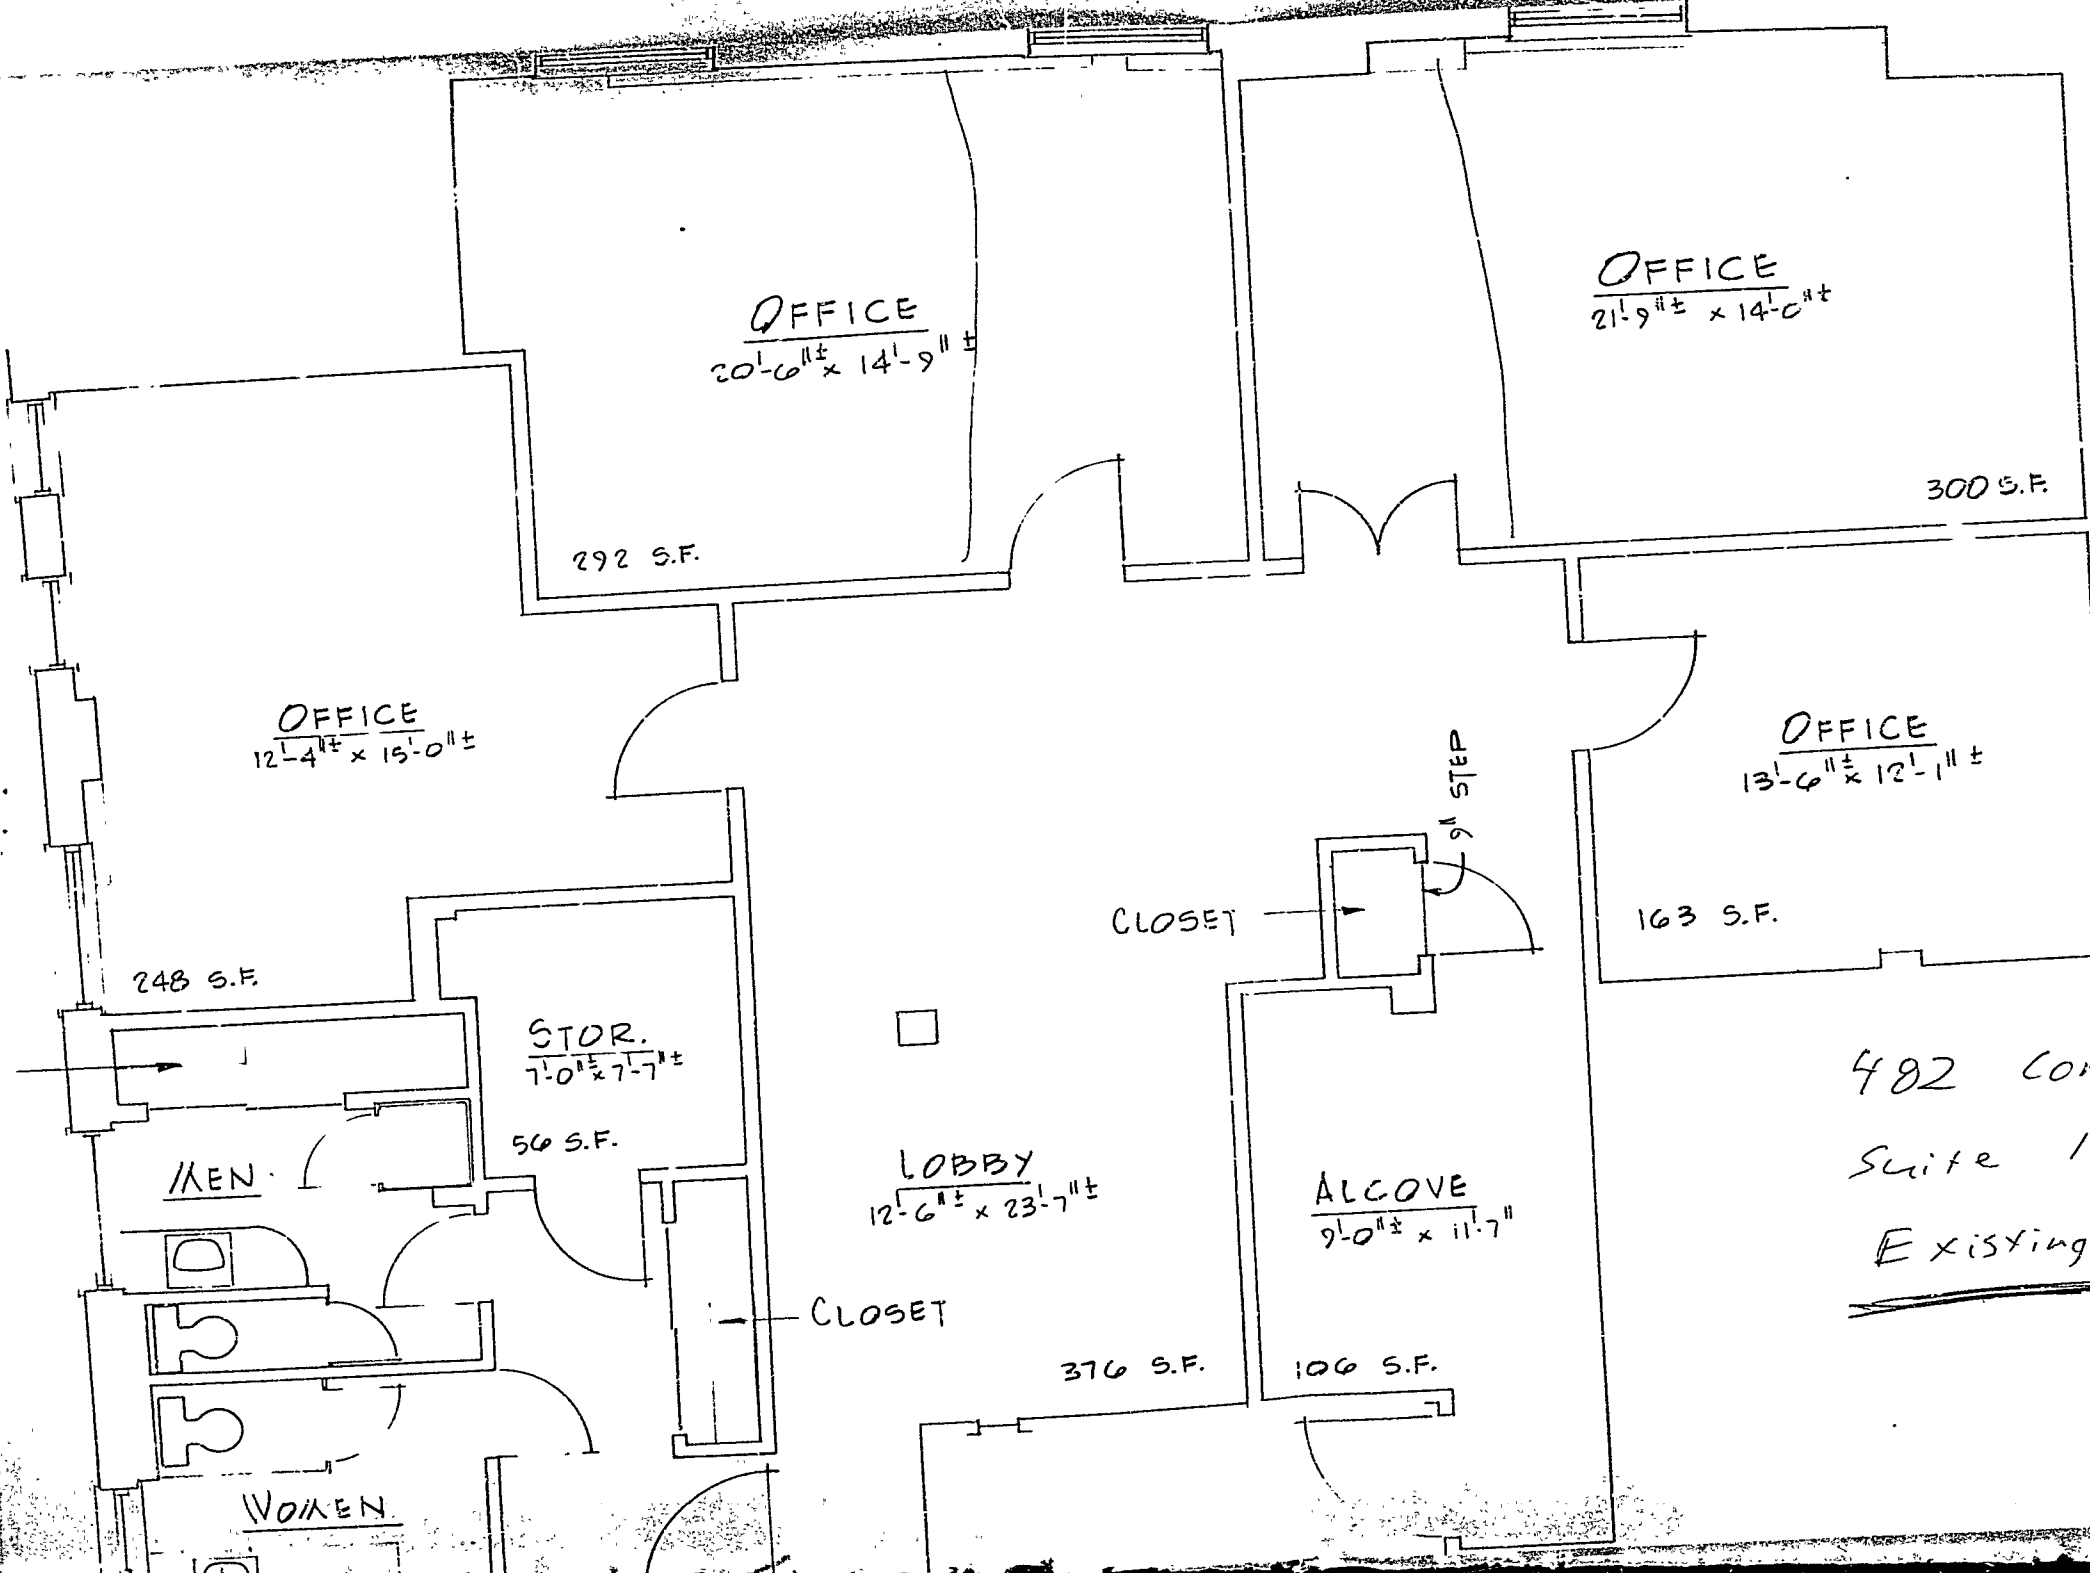 OFFICE
20'-6"± x 14'-9"±
292 S.F.
OFFICE
21'-9"± x 14'-0"±
300 S.F.
OFFICE
12'-4"± x 15'-0"±
248 S.F.
OFFICE
13'-6"± x 12'-1"±
163 S.F.
9" STEP
CLOSET
STOR.
7'-0"± x 7'-7"±
56 S.F.
MEN
LOBBY
12'-6"± x 23'-7"±
376 S.F.
ALCOVE
9'-0"± x 11'-7"
106 S.F.
CLOSET
WOMEN
482 Con
Suite 1
Existing